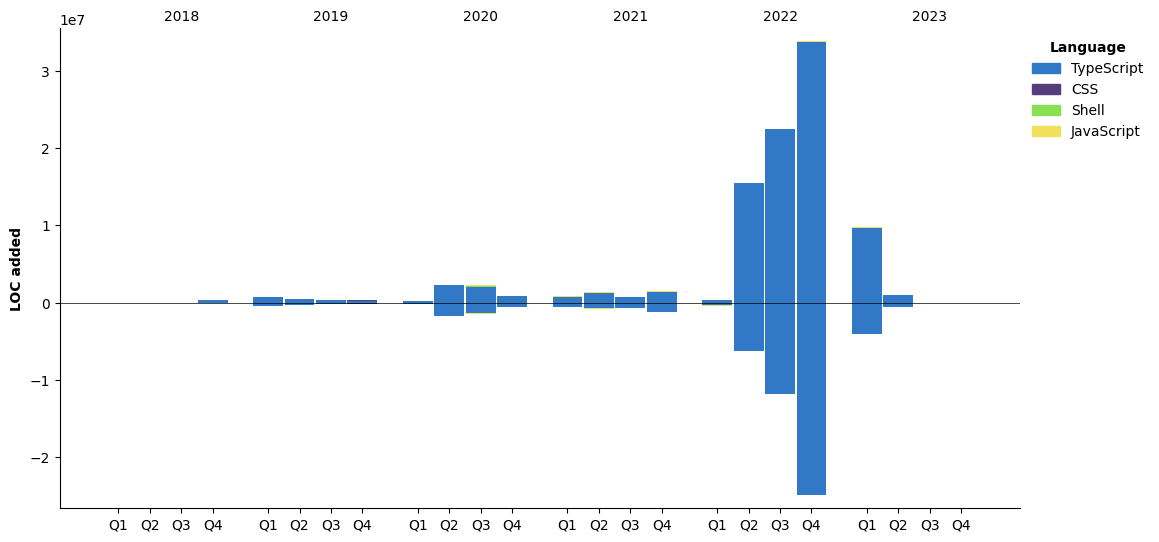 1e7
2018 2019 2020 2021 2022 2023
Language
TypeScript
CSS
Shell
JavaScript
3
2
1
0
−1
−2
LOC added
Q1 Q2 Q3 Q4 Q1 Q2 Q3 Q4 Q1 Q2 Q3 Q4 Q1 Q2 Q3 Q4 Q1 Q2 Q3 Q4 Q1 Q2 Q3 Q4